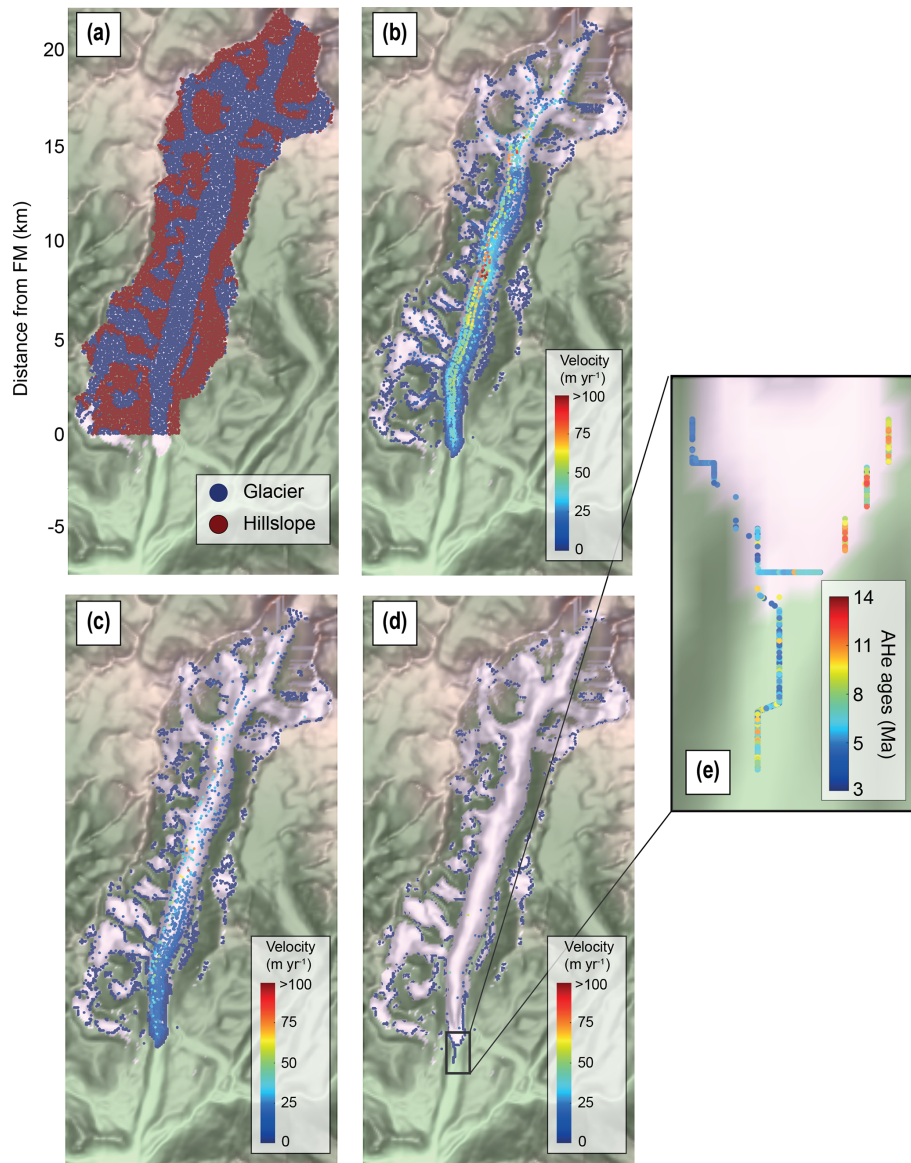 (a)
(b)
20
15
10
5
0
-5
Distance from FM (km)
Glacier
Hillslope
Velocity
(m yr⁻¹)
>100
75
50
25
0
(c)
(d)
Velocity
(m yr⁻¹)
>100
75
50
25
0
Velocity
(m yr⁻¹)
>100
75
50
25
0
(e)
14
11
8
5
3
AHe ages (Ma)